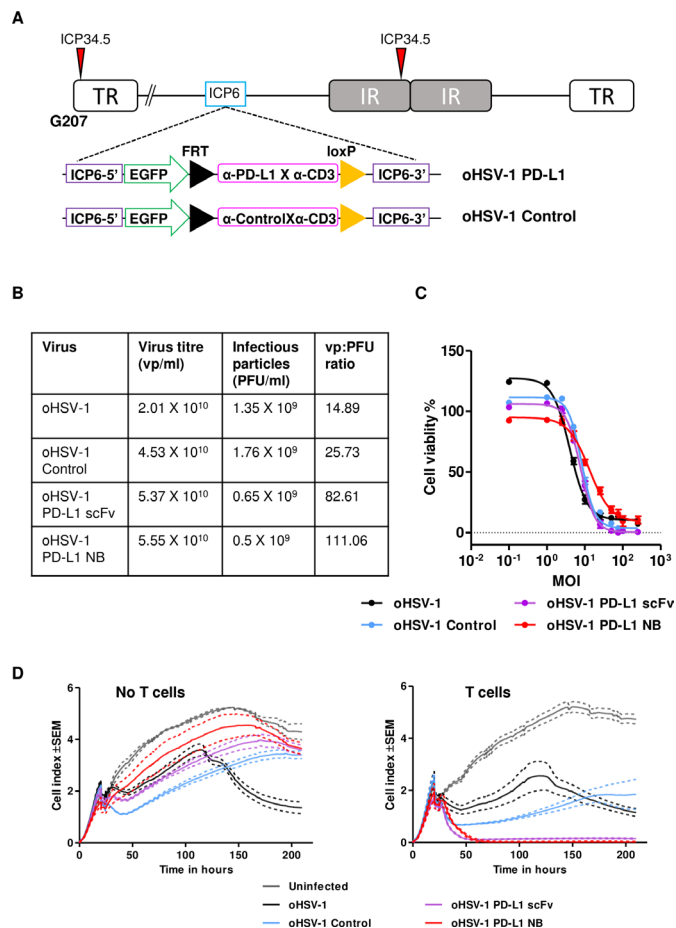 A
ICP34.5
ICP34.5
TR
ICP6
IR
IR
TR
G207
FRT
loxP
ICP6-5’
EGFP
α-PD-L1 X α-CD3
ICP6-3’
oHSV-1 PD-L1
ICP6-5’
EGFP
α-ControlXα-CD3
ICP6-3’
oHSV-1 Control
B
Virus
Virus titre
(vp/ml)
Infectious
particles
(PFU/ml)
vp:PFU
ratio
oHSV-1
2.01 X 10¹⁰
1.35 X 10⁹
14.89
oHSV-1
Control
4.53 X 10¹⁰
1.76 X 10⁹
25.73
oHSV-1
PD-L1 scFv
5.37 X 10¹⁰
0.65 X 10⁹
82.61
oHSV-1
PD-L1 NB
5.55 X 10¹⁰
0.5 X 10⁹
111.06
C
Cell viablity %
150
100
50
0
10⁻²
10⁻¹
10⁰
10¹
10²
10³
MOI
oHSV-1
oHSV-1 PD-L1 scFv
oHSV-1 Control
oHSV-1 PD-L1 NB
D
No T cells
Cell index ±SEM
6
4
2
0
0
50
100
150
200
Time in hours
T cells
Cell index ±SEM
6
4
2
0
0
50
100
150
200
Time in hours
Uninfected
oHSV-1
oHSV-1 PD-L1 scFv
oHSV-1 Control
oHSV-1 PD-L1 NB